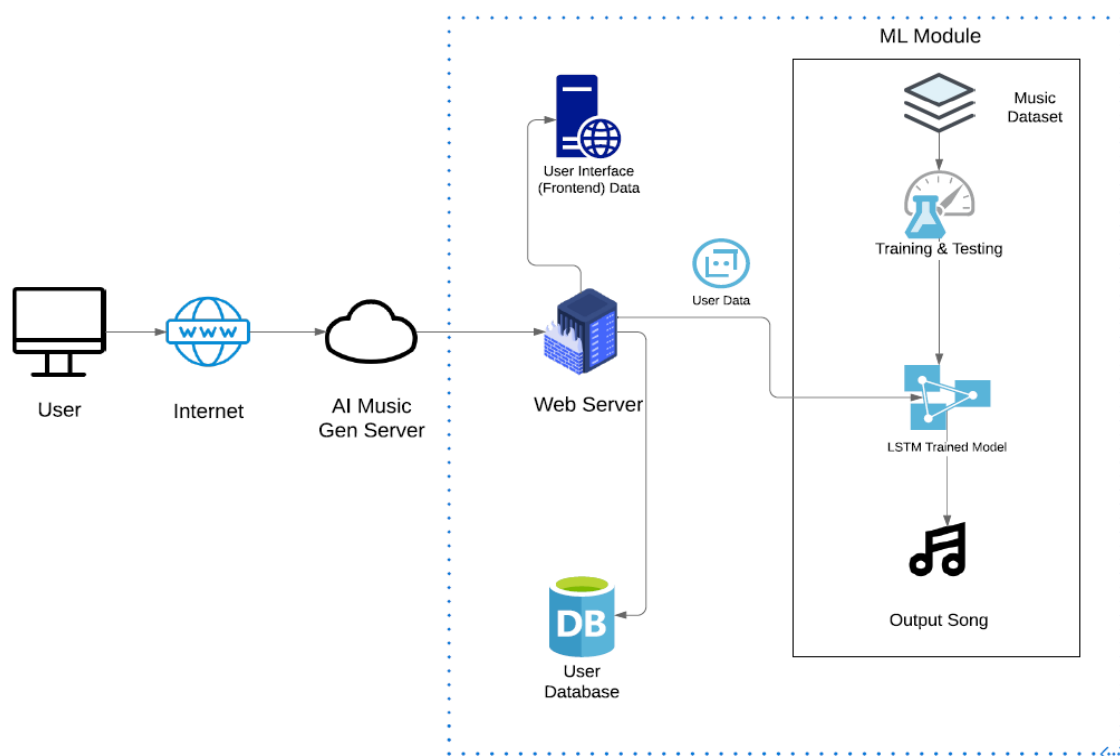 ML Module
Music
Dataset
User Interface
(Frontend) Data
Training & Testing
User Data
WWW
User
Internet
AI Music
Gen Server
Web Server
LSTM Trained Model
DB
Output Song
User
Database